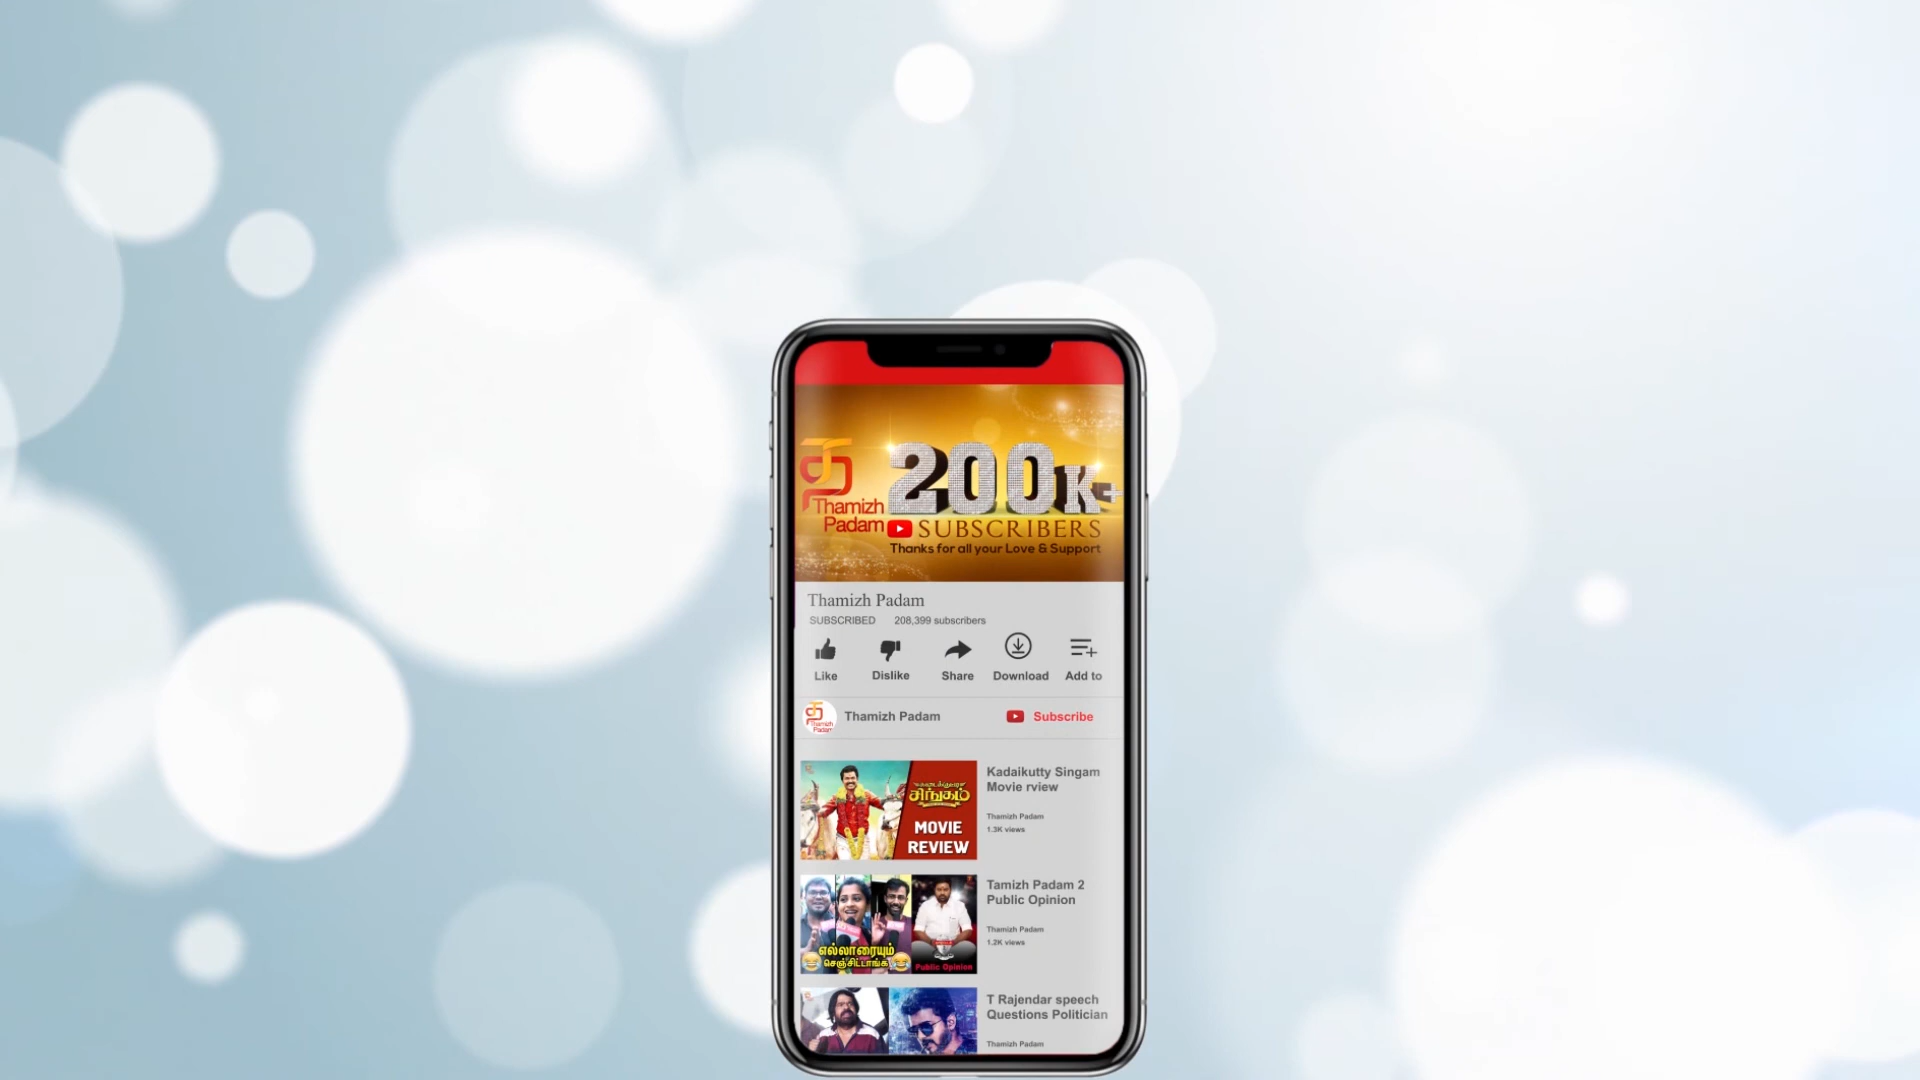 த
Thamizh
Padam
200K+
SUBSCRIBERS
Thanks for all your Love & Support
Thamizh Padam
SUBSCRIBED 208,399 subscribers
Like Dislike Share Download Add to
Thamizh
Padam
Thamizh Padam
Subscribe
சிங்கம்
MOVIE
REVIEW
Kadaikutty Singam
Movie rview
Thamizh Padam
1.3K views
எல்லாரையும்
செஞ்சிட்டாங்க
Public Opinion
Tamizh Padam 2
Public Opinion
Thamizh Padam
1.2K views
T Rajendar speech
Questions Politician
Thamizh Padam